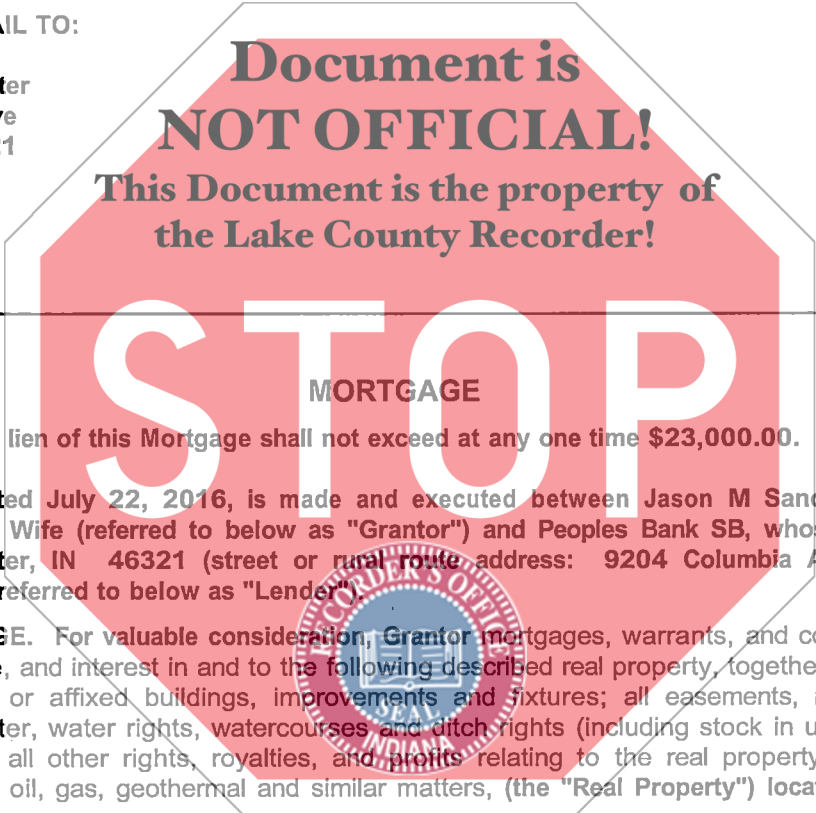 AIL TO:
Document is
ter
NOT OFFICIAL!
This Document is the property of
the Lake County Recorder!
STOP
MORTGAGE
lien of this Mortgage shall not exceed at any one time $23,000.00.
ted July 22, 2016, is made and executed between Jason M Sand
Wife (referred to below as "Grantor") and Peoples Bank SB, whos
ter, IN 46321 (street or rural route address: 9204 Columbia A
referred to below as "Lender").
GE. For valuable consideration, Grantor mortgages, warrants, and co
, and interest in and to the following described real property, togethe
or affixed buildings, improvements and fixtures; all easements,
ter, water rights, watercourses and ditch rights (including stock in u
all other rights, royalties, and profits relating to the real property
oil, gas, geothermal and similar matters, (the "Real Property") locat
RECORDER'S OFFICE
SEAL
INDIANA